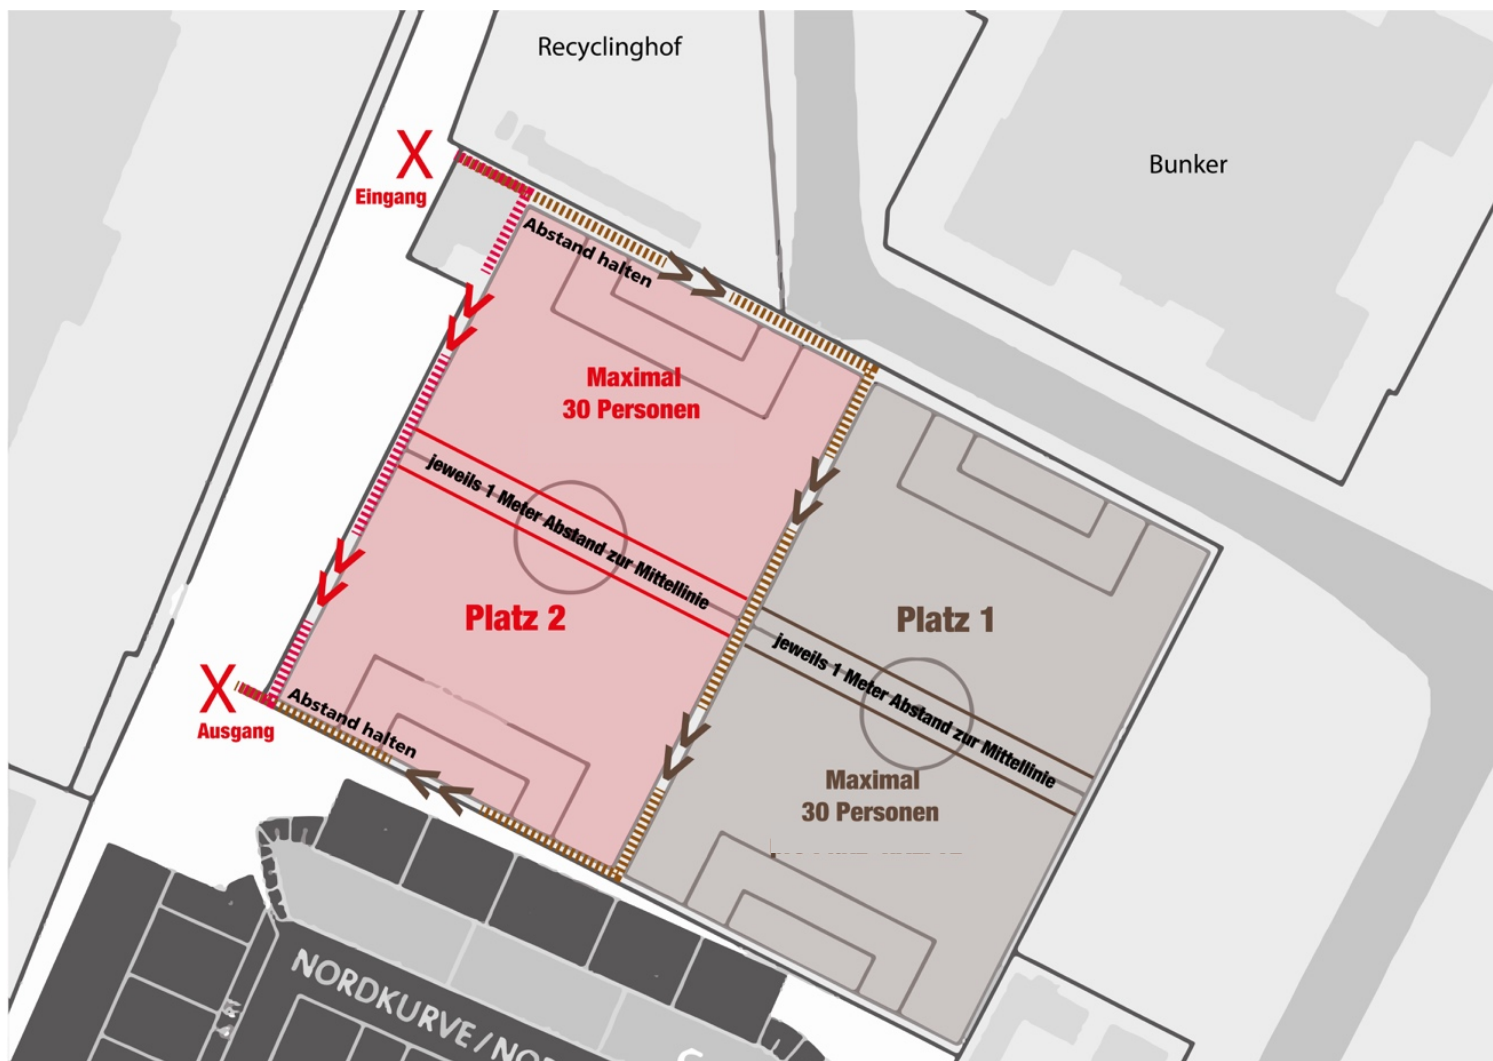 Recyclinghof
Bunker
Eingang
Abstand halten
Maximal
30 Personen
jeweils 1 Meter Abstand zur Mittellinie
Platz 2
Platz 1
jeweils 1 Meter Abstand zur Mittellinie
Ausgang
Abstand halten
Maximal
30 Personen
NORDKURVE / NO